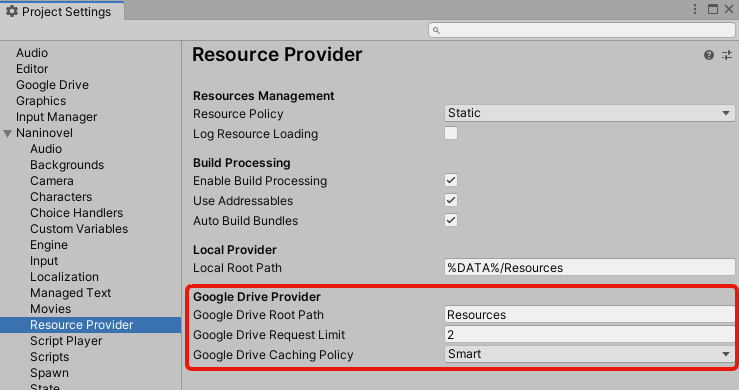 Project Settings
Audio
Editor
Google Drive
Graphics
Input Manager
Naninovel
Audio
Backgrounds
Camera
Characters
Choice Handlers
Custom Variables
Engine
Input
Localization
Managed Text
Movies
Resource Provider
Script Player
Scripts
Spawn
State
Resource Provider
Resources Management
Resource Policy Static
Log Resource Loading
Build Processing
Enable Build Processing
Use Addressables
Auto Build Bundles
Local Provider
Local Root Path %DATA%/Resources
Google Drive Provider
Google Drive Root Path Resources
Google Drive Request Limit 2
Google Drive Caching Policy Smart